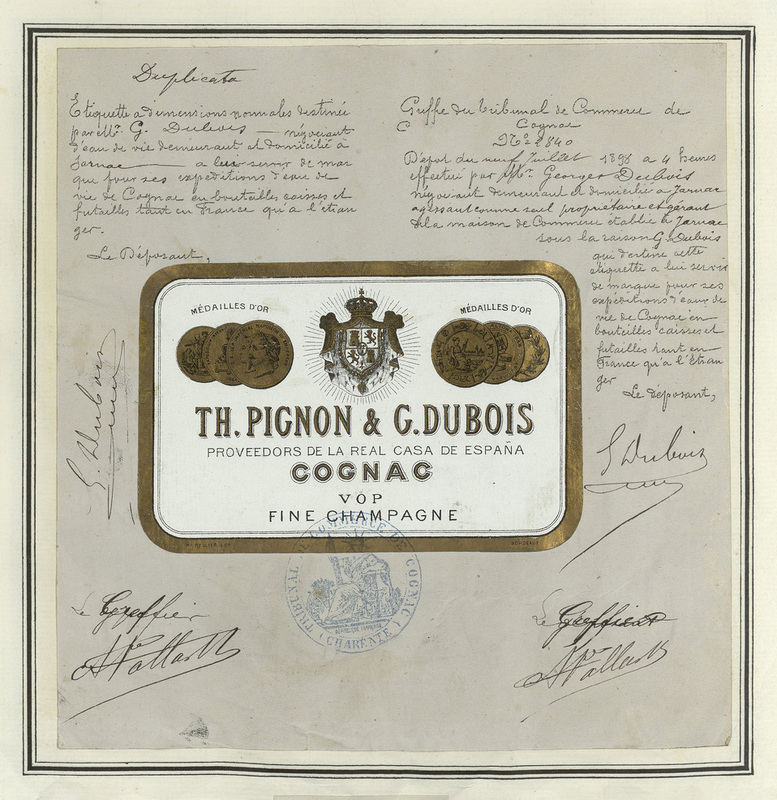 Duplicata
Etiquette a dimensions normales destinée
par Mr. G. Dubois — négociant
d'eau de vie demeurant et domicilié à
Jarnac — a lui servir de mar
que pour ses expéditions d'eau de
vie de Cognac en bouteilles caisses et
futailles tant en France qu'à l'étran
ger.
Le Déposant,
G. Dubois
Greffe du Tribunal de Commerce de
Cognac
No 2840
Dépot du neuf Juillet 1898 a 4 heures
effectué par Mr. Georges Dubois
négociant demeurant et domicilié a Jarnac
agissant comme seul propriétaire et gérant
de la maison de Commerce établie à Jarnac
sous la raison G. Dubois
qui destine cette
étiquette a lui servir
de marque pour ses
expéditions d'eaux de
vie de Cognac en
bouteilles caisses et
futailles tant en
France qu'à l'étran
ger
Le déposant,
G Dubois
MÉDAILLES D'OR
MÉDAILLES D'OR
TH. PIGNON & G. DUBOIS
PROVEEDORS DE LA REAL CASA DE ESPAÑA
COGNAC
VOP
FINE CHAMPAGNE
BORDEAUX
TRIBUNAL DE COMMERCE DE COGNAC
(CHARENTE)
Le Greffier
Le Greffier